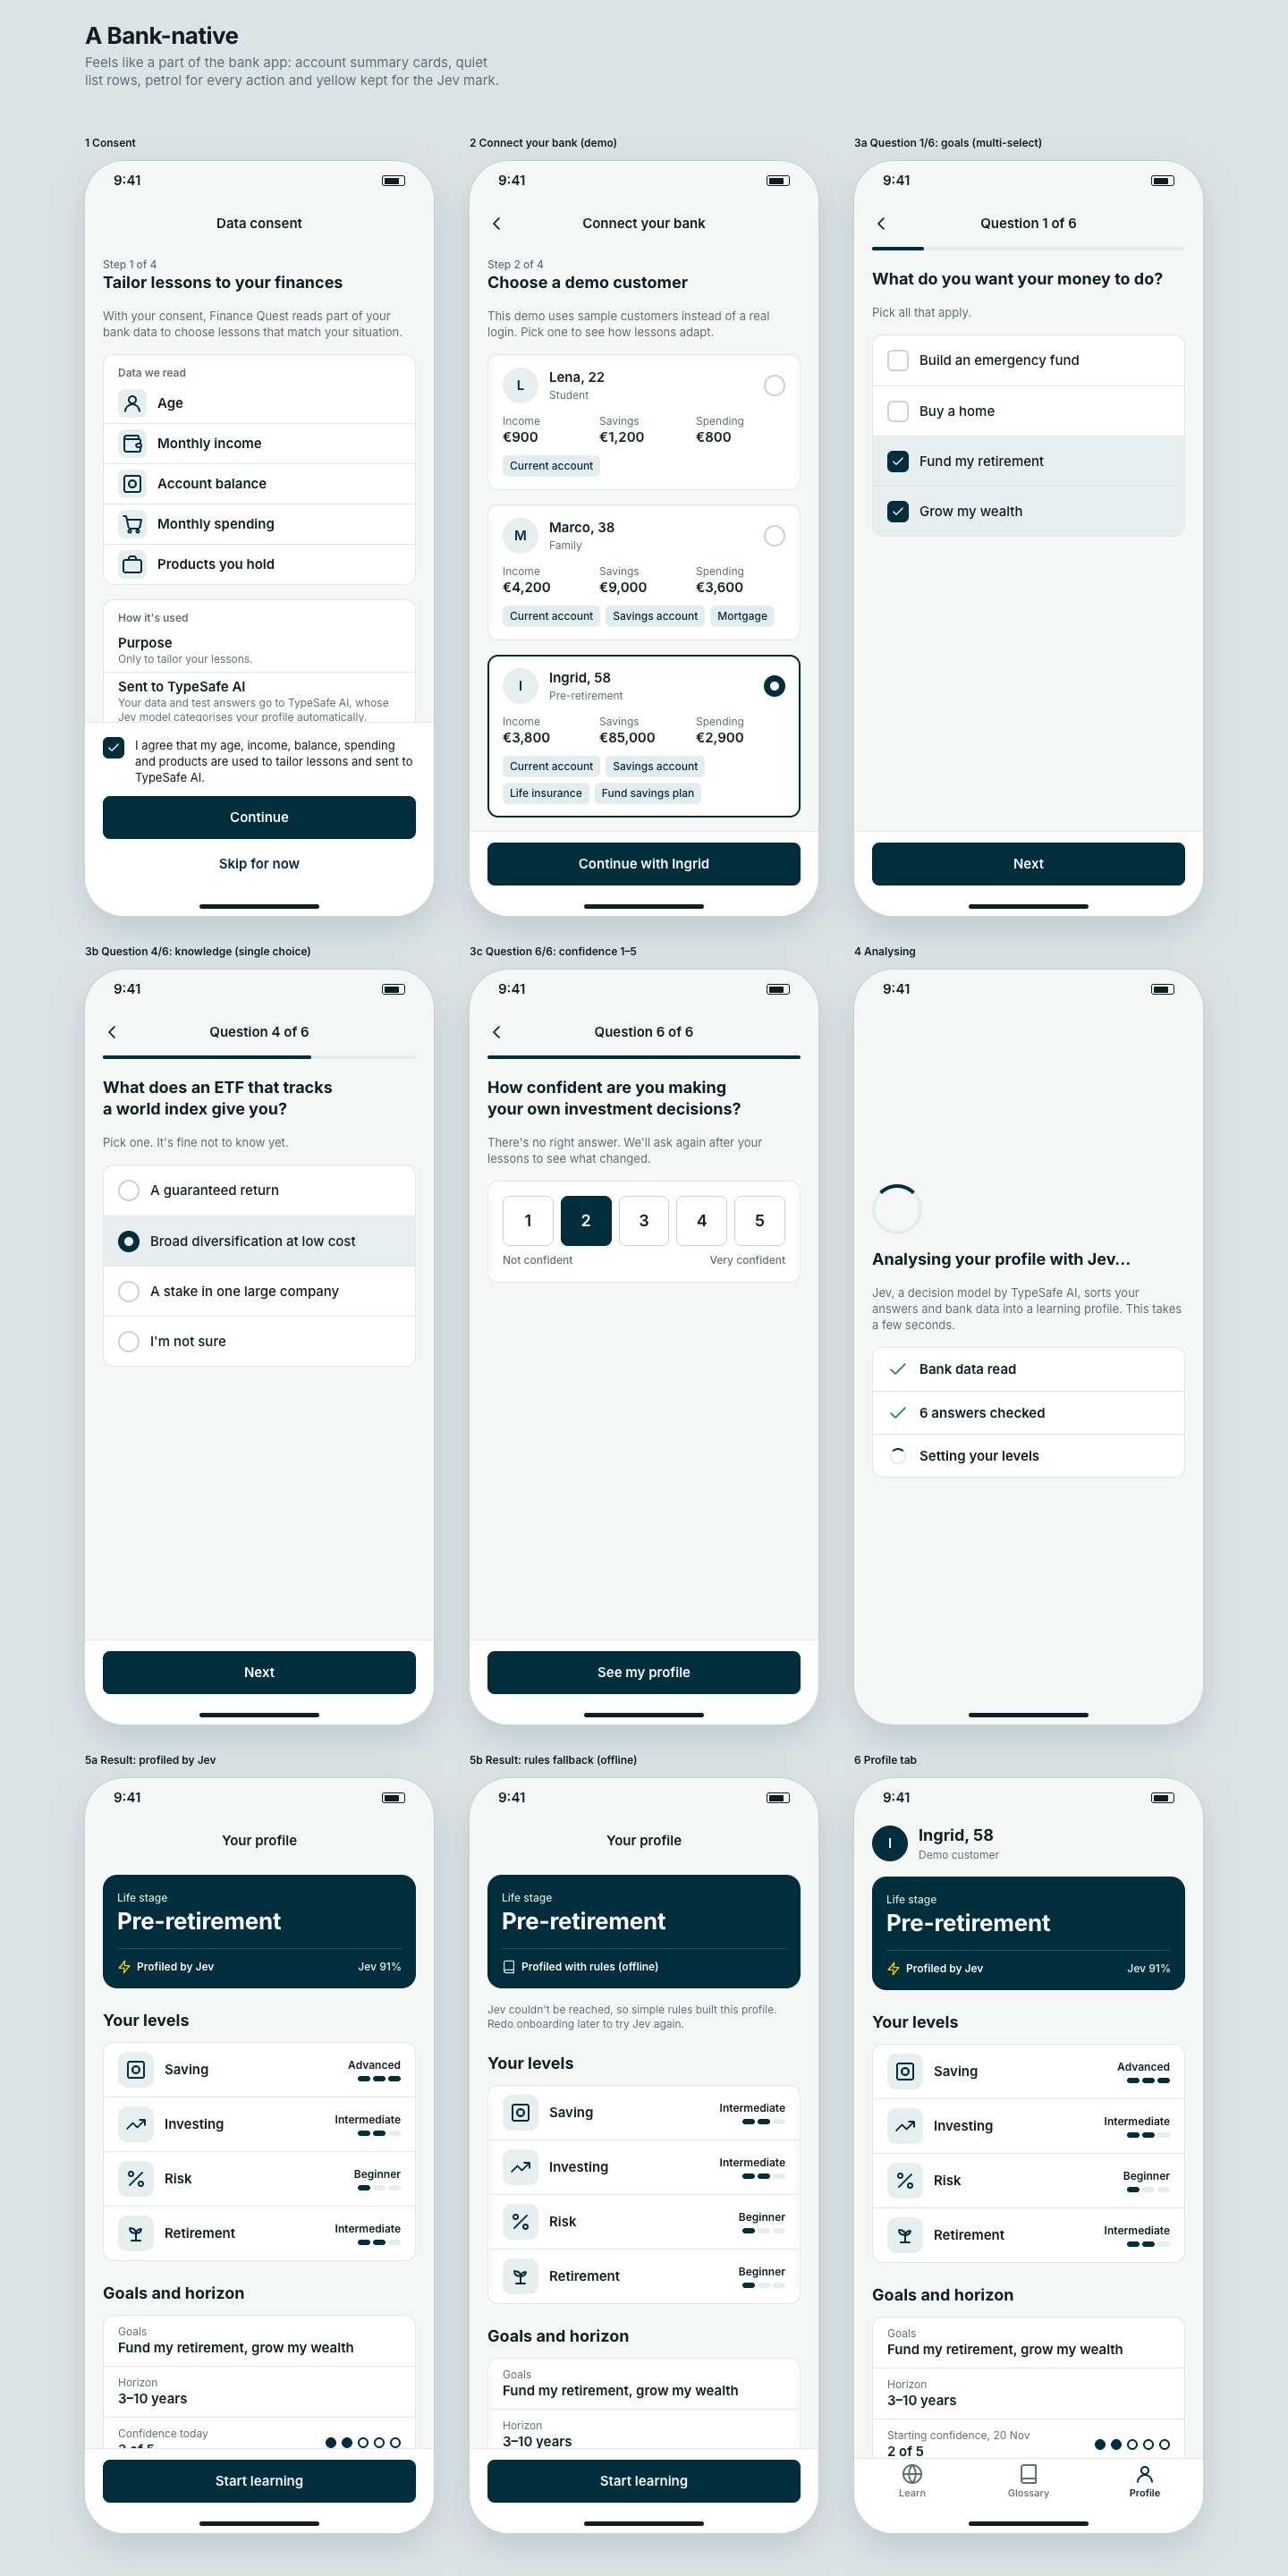 A Bank-native
Feels like a part of the bank app: account summary cards, quiet
list rows, petrol for every action and yellow kept for the Jev mark.
1 Consent
9:41
Data consent
Step 1 of 4
Tailor lessons to your finances
With your consent, Finance Quest reads part of your
bank data to choose lessons that match your situation.
Data we read
Age
Monthly income
Account balance
Monthly spending
Products you hold
How it's used
Purpose
Only to tailor your lessons.
Sent to TypeSafe AI
Your data and test answers go to TypeSafe AI, whose
Jev model categorises your profile automatically.
I agree that my age, income, balance, spending
and products are used to tailor lessons and sent to
TypeSafe AI.
Continue
Skip for now
2 Connect your bank (demo)
9:41
Connect your bank
Step 2 of 4
Choose a demo customer
This demo uses sample customers instead of a real
login. Pick one to see how lessons adapt.
L
Lena, 22
Student
Income Savings Spending
€900 €1,200 €800
Current account
M
Marco, 38
Family
Income Savings Spending
€4,200 €9,000 €3,600
Current account Savings account Mortgage
I
Ingrid, 58
Pre-retirement
Income Savings Spending
€3,800 €85,000 €2,900
Current account Savings account
Life insurance Fund savings plan
Continue with Ingrid
3a Question 1/6: goals (multi-select)
9:41
Question 1 of 6
What do you want your money to do?
Pick all that apply.
Build an emergency fund
Buy a home
Fund my retirement
Grow my wealth
Next
3b Question 4/6: knowledge (single choice)
9:41
Question 4 of 6
What does an ETF that tracks
a world index give you?
Pick one. It's fine not to know yet.
A guaranteed return
Broad diversification at low cost
A stake in one large company
I'm not sure
Next
3c Question 6/6: confidence 1–5
9:41
Question 6 of 6
How confident are you making
your own investment decisions?
There's no right answer. We'll ask again after your
lessons to see what changed.
1 2 3 4 5
Not confident Very confident
See my profile
4 Analysing
9:41
Analysing your profile with Jev…
Jev, a decision model by TypeSafe AI, sorts your
answers and bank data into a learning profile. This takes
a few seconds.
Bank data read
6 answers checked
Setting your levels
5a Result: profiled by Jev
9:41
Your profile
Life stage
Pre-retirement
Profiled by Jev Jev 91%
Your levels
Saving Advanced
Investing Intermediate
Risk Beginner
Retirement Intermediate
Goals and horizon
Goals
Fund my retirement, grow my wealth
Horizon
3–10 years
Confidence today
2 of 5
Start learning
5b Result: rules fallback (offline)
9:41
Your profile
Life stage
Pre-retirement
Profiled with rules (offline)
Jev couldn't be reached, so simple rules built this profile.
Redo onboarding later to try Jev again.
Your levels
Saving Intermediate
Investing Intermediate
Risk Beginner
Retirement Beginner
Goals and horizon
Goals
Fund my retirement, grow my wealth
Horizon
3–10 years
Start learning
6 Profile tab
9:41
I
Ingrid, 58
Demo customer
Life stage
Pre-retirement
Profiled by Jev Jev 91%
Your levels
Saving Advanced
Investing Intermediate
Risk Beginner
Retirement Intermediate
Goals and horizon
Goals
Fund my retirement, grow my wealth
Horizon
3–10 years
Starting confidence, 20 Nov
2 of 5
Learn Glossary Profile